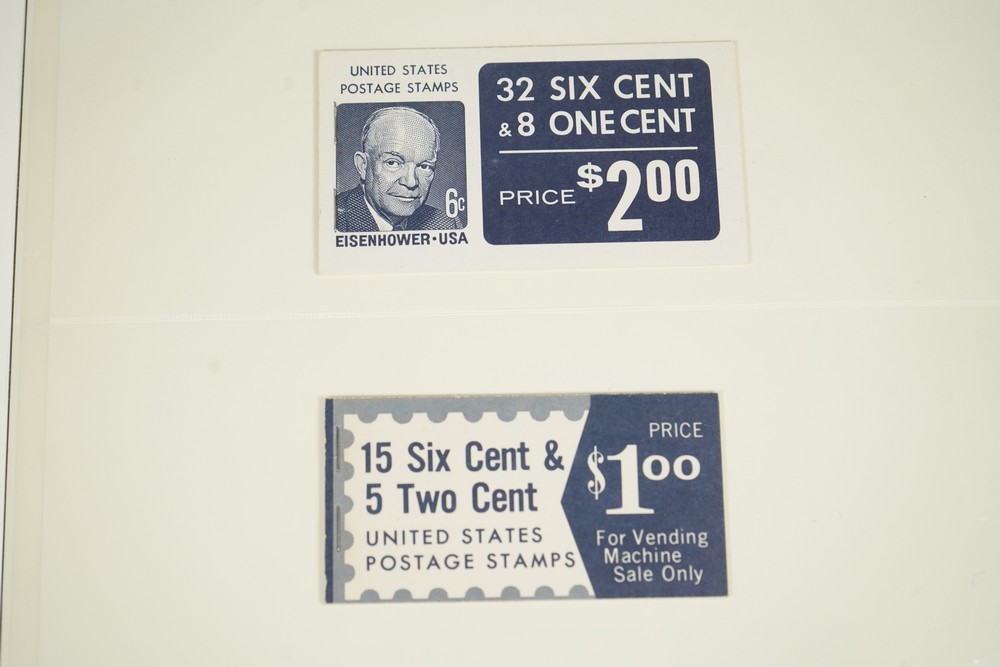 UNITED STATES
POSTAGE STAMPS
6c
EISENHOWER·USA
32 SIX CENT
& 8 ONE CENT
PRICE $2.00
15 Six Cent &
5 Two Cent
UNITED STATES
POSTAGE STAMPS
PRICE
$1.00
For Vending
Machine
Sale Only